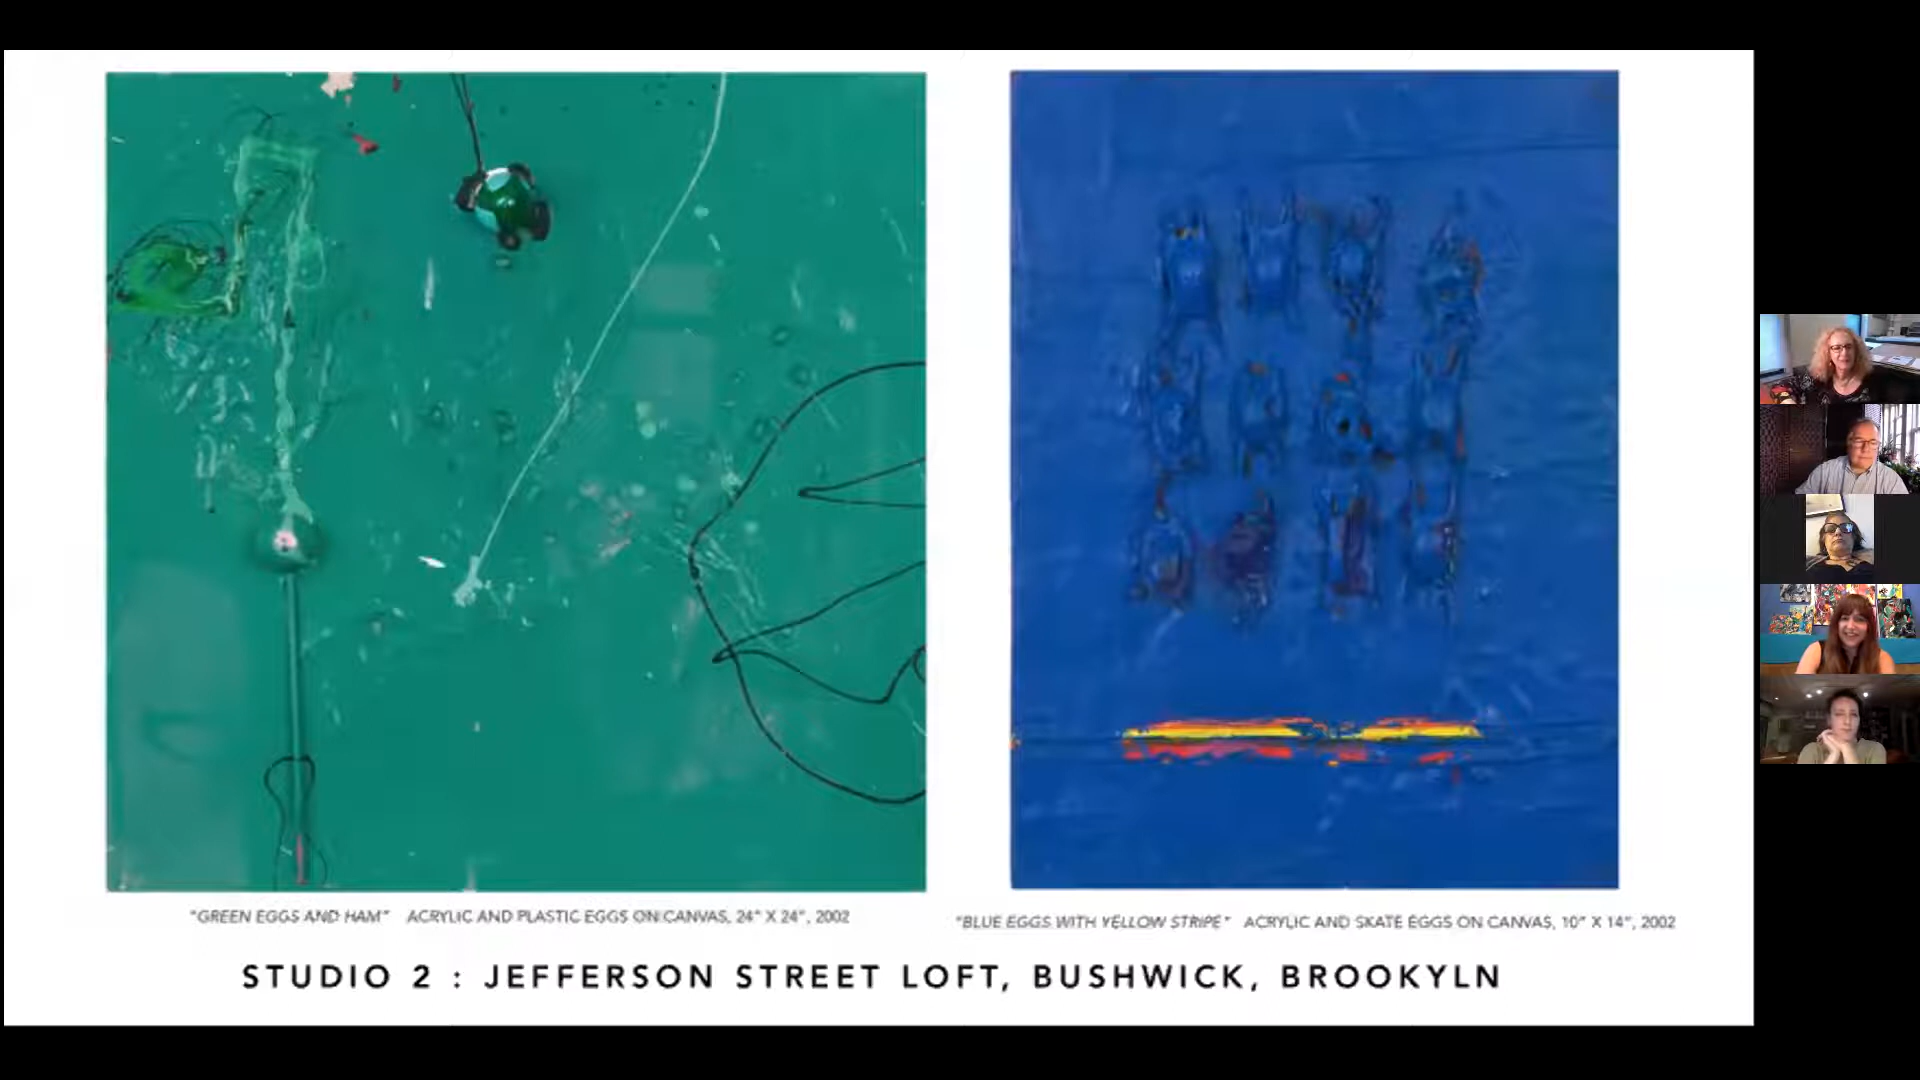 "GREEN EGGS AND HAM" ACRYLIC AND PLASTIC EGGS ON CANVAS, 24" X 24", 2002
"BLUE EGGS WITH YELLOW STRIPE" ACRYLIC AND SKATE EGGS ON CANVAS, 10" X 14", 2002
STUDIO 2 : JEFFERSON STREET LOFT, BUSHWICK, BROOKYLN